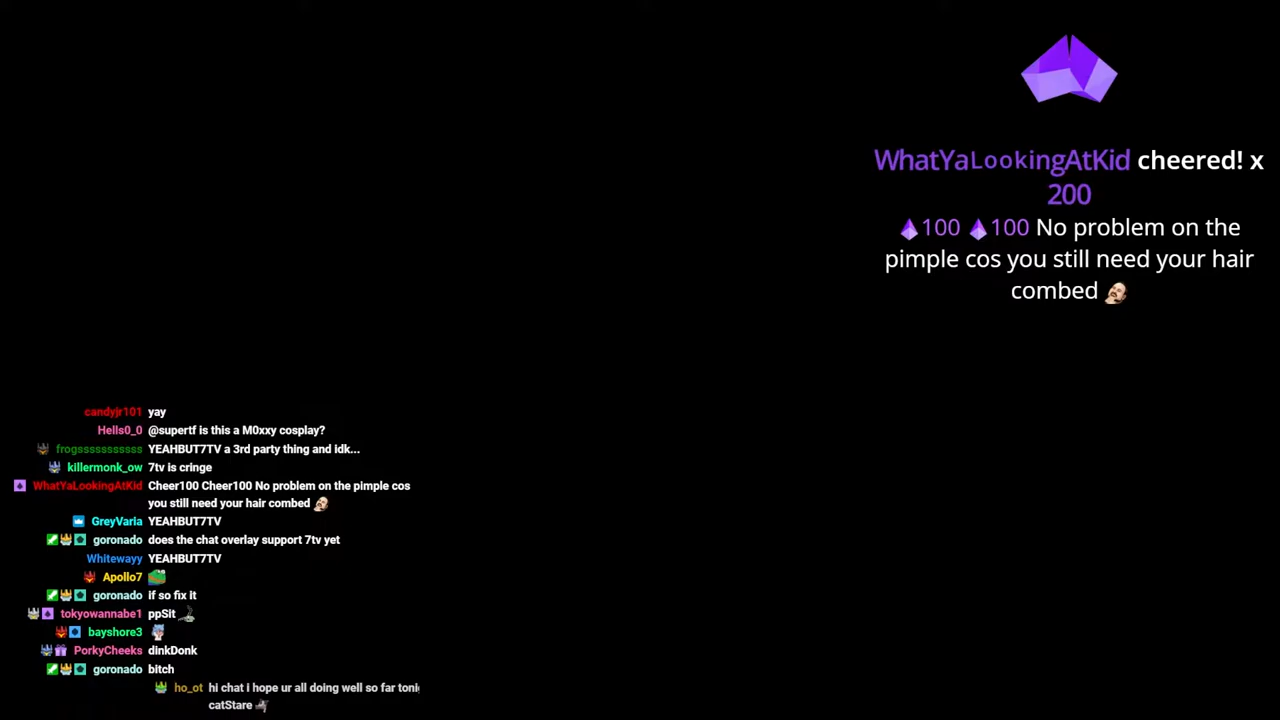 WhatYaLookingAtKid cheered! x
200
100 100 No problem on the
pimple cos you still need your hair
combed
candyjr101 yay
Hells0_0 @supertf is this a M0xxy cosplay?
frogsssssssssss YEAHBUT7TV a 3rd party thing and idk...
killermonk_ow 7tv is cringe
WhatYaLookingAtKid Cheer100 Cheer100 No problem on the pimple cos
you still need your hair combed
GreyVaria YEAHBUT7TV
goronado does the chat overlay support 7tv yet
Whitewayy YEAHBUT7TV
Apollo7
goronado if so fix it
tokyowannabe1 ppSit
bayshore3
PorkyCheeks dinkDonk
goronado bitch
ho_ot hi chat i hope ur all doing well so far
catStare